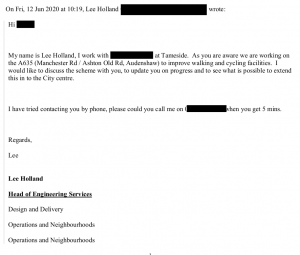 On Fri, 12 Jun 2020 at 10:19, Lee Holland wrote:
Hi
My name is Lee Holland, I work with at Tameside. As you are aware we are working on
the A635 (Manchester Rd / Ashton Old Rd, Audenshaw) to improve walking and cycling facilities. I
would like to discuss the scheme with you, to update you on progress and to see what is possible to extend
this in to the City centre.
I have tried contacting you by phone, please could you call me on 0 when you get 5 mins.
Regards,
Lee
Lee Holland
Head of Engineering Services
Design and Delivery
Operations and Neighbourhoods
Operations and Neighbourhoods